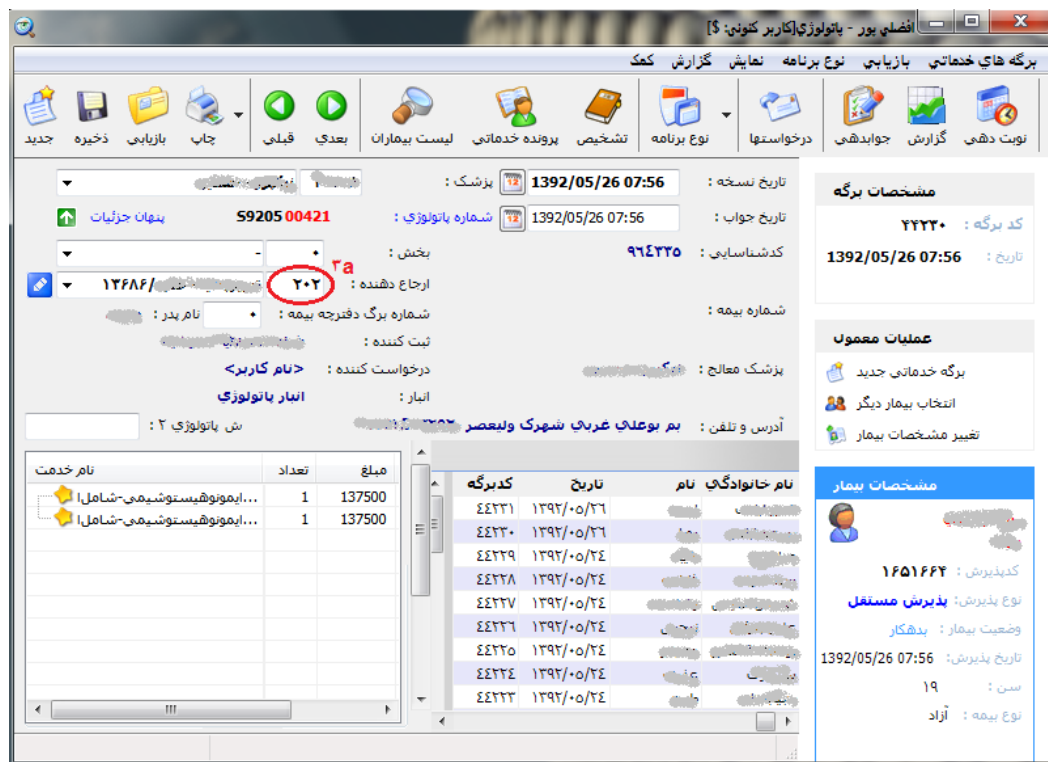 افضلي پور - پاتولوژي[کاربر کنوني: $]
برگه هاي خدماتي بازيابي نوع برنامه نمايش گزارش کمک
نوبت دهي گزارش جوابدهي درخواستها نوع برنامه تشخيص پرونده خدماتي ليست بيماران بعدي قبلي چاپ بازيابي ذخيره جديد
مشخصات برگه
کد برگه : ۴۴۲۳۰
تاريخ : 1392/05/26 07:56
عمليات معمول
برگه خدماتي جديد
انتخاب بيمار ديگر
تغيير مشخصات بيمار
مشخصات بيمار
کدپذيرش : ۱۶۵۱۶۶۴
نوع پذيرش: پذيرش مستقل
وضعيت بيمار : بدهکار
تاريخ پذيرش: 1392/05/26 07:56
سن : ۱۹
نوع بيمه : آزاد
تاريخ نسخه : 1392/05/26 07:56 پزشک :
تاريخ جواب : 1392/05/26 07:56 شماره پاتولوژي : S9205 00421 پنهان جزئيات
کدشناسايي : ۹۶۴۳۳۵ بخش : ۰ -
۳a
ارجاع دهنده : ۲۰۲ /۱۳۶۸۶
شماره بيمه : شماره برگ دفترچه بيمه : ۰ نام پدر :
ثبت کننده :
پزشک معالج : درخواست کننده : <نام کاربر>
انبار : انبار پاتولوژي
آدرس و تلفن : بم بوعلي غربي شهرک وليعصر
ش پاتولوژي ۲ :
نام خانوادگي نام تاريخ کدبرگه
۱۳۹۲/۰۵/۲۶ ۴۴۲۳۱
۱۳۹۲/۰۵/۲۶ ۴۴۲۳۰
۱۳۹۲/۰۵/۲۴ ۴۴۲۲۹
۱۳۹۲/۰۵/۲۴ ۴۴۲۲۸
۱۳۹۲/۰۵/۲۴ ۴۴۲۲۷
۱۳۹۲/۰۵/۲۴ ۴۴۲۲۶
۱۳۹۲/۰۵/۲۴ ۴۴۲۲۵
۱۳۹۲/۰۵/۲۴ ۴۴۲۲۴
۱۳۹۲/۰۵/۲۴ ۴۴۲۲۳
مبلغ تعداد نام خدمت
137500 1 ايمونوهيستوشيمي-شامل ا...
137500 1 ايمونوهيستوشيمي-شامل ا...